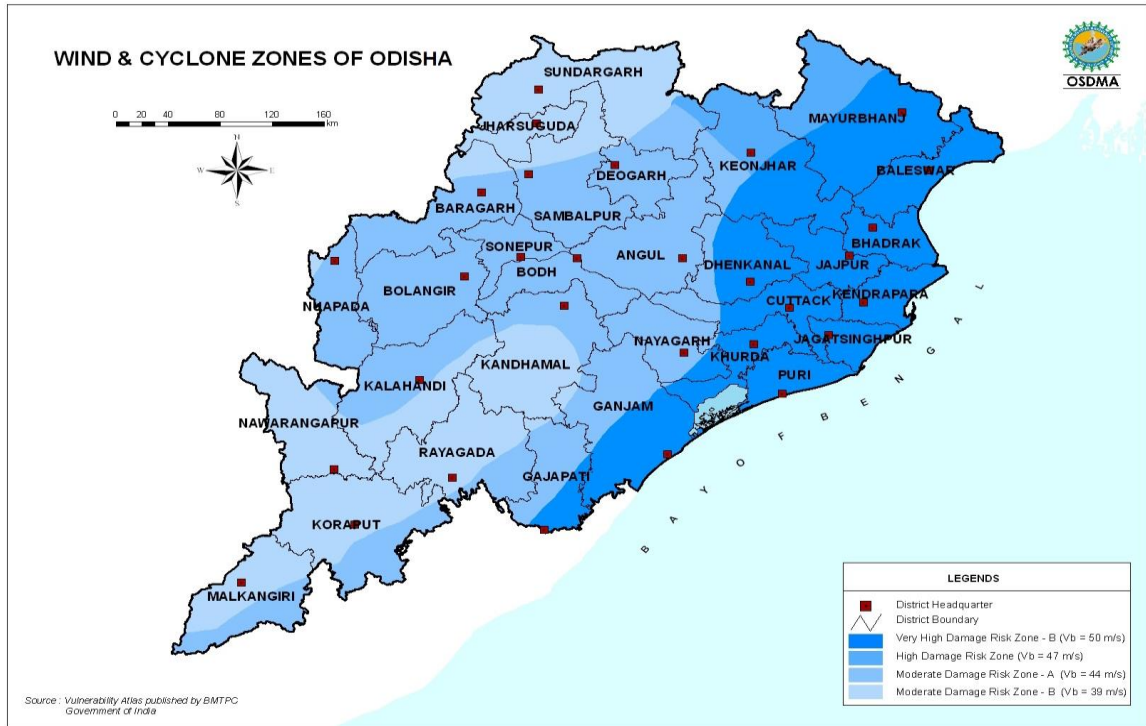 WIND & CYCLONE ZONES OF ODISHA
OSDMA
0 20 40 80 120 160
km
N
W E
S
SUNDARGARH
JHARSUGUDA
MAYURBHANJ
KEONJHAR
DEOGARH
BALESWAR
BARAGARH
SAMBALPUR
BHADRAK
SONEPUR
ANGUL
DHENKANAL
JAJPUR
BODH
BOLANGIR
NUAPADA
CUTTACK
KENDRAPARA
NAYAGARH
JAGATSINGHPUR
KHURDA
KANDHAMAL
PURI
KALAHANDI
GANJAM
NAWARANGAPUR
RAYAGADA
GAJAPATI
KORAPUT
MALKANGIRI
BAY OF BENGAL
LEGENDS
District Headquarter
District Boundary
Very High Damage Risk Zone - B (Vb = 50 m/s)
High Damage Risk Zone (Vb = 47 m/s)
Moderate Damage Risk Zone - A (Vb = 44 m/s)
Moderate Damage Risk Zone - B (Vb = 39 m/s)
Source : Vulnerability Atlas published by BMTPC
Government of India